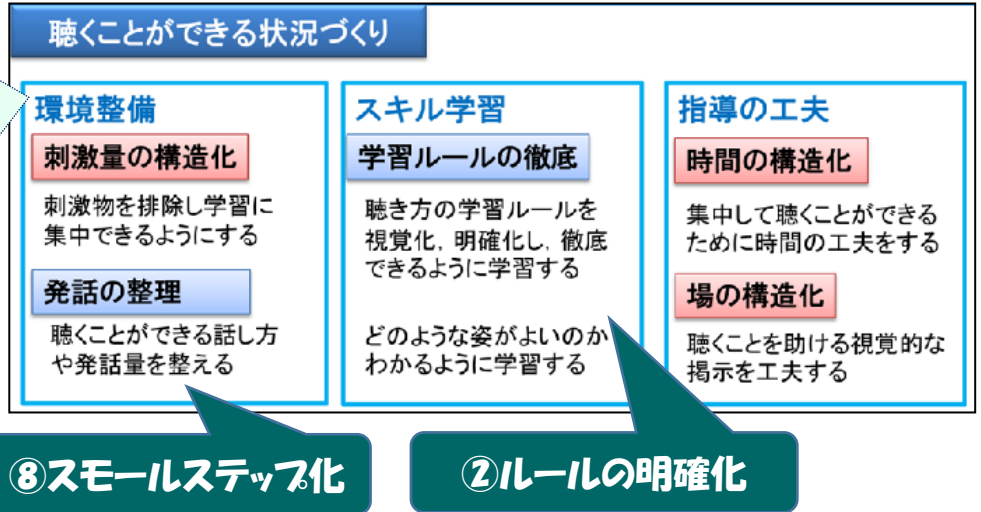 聴くことができる状況づくり
環境整備
刺激量の構造化
刺激物を排除し学習に
集中できるようにする
発話の整理
聴くことができる話し方
や発話量を整える
スキル学習
学習ルールの徹底
聴き方の学習ルールを
視覚化，明確化し，徹底
できるように学習する
どのような姿がよいのか
わかるように学習する
指導の工夫
時間の構造化
集中して聴くことができる
ために時間の工夫をする
場の構造化
聴くことを助ける視覚的な
掲示を工夫する
⑧スモールステップ化
②ルールの明確化